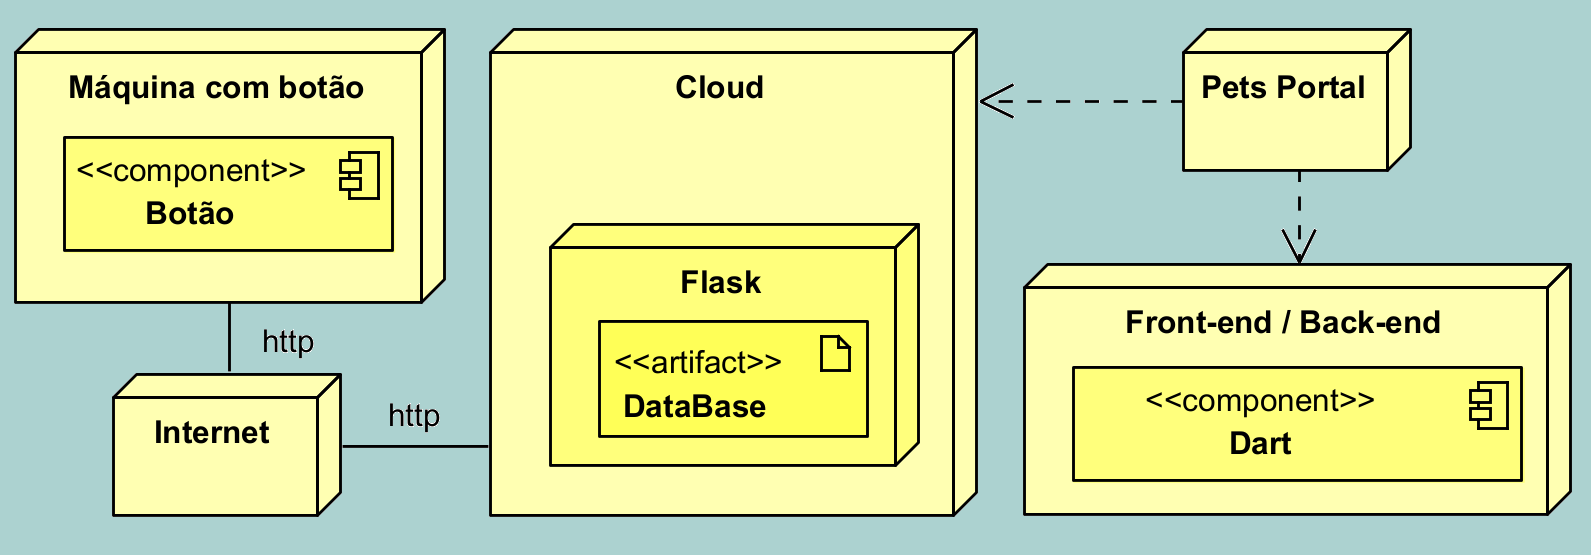 Máquina com botão
<<component>>
Botão
http
Internet
http
Cloud
Flask
<<artifact>>
DataBase
Pets Portal
Front-end / Back-end
<<component>>
Dart